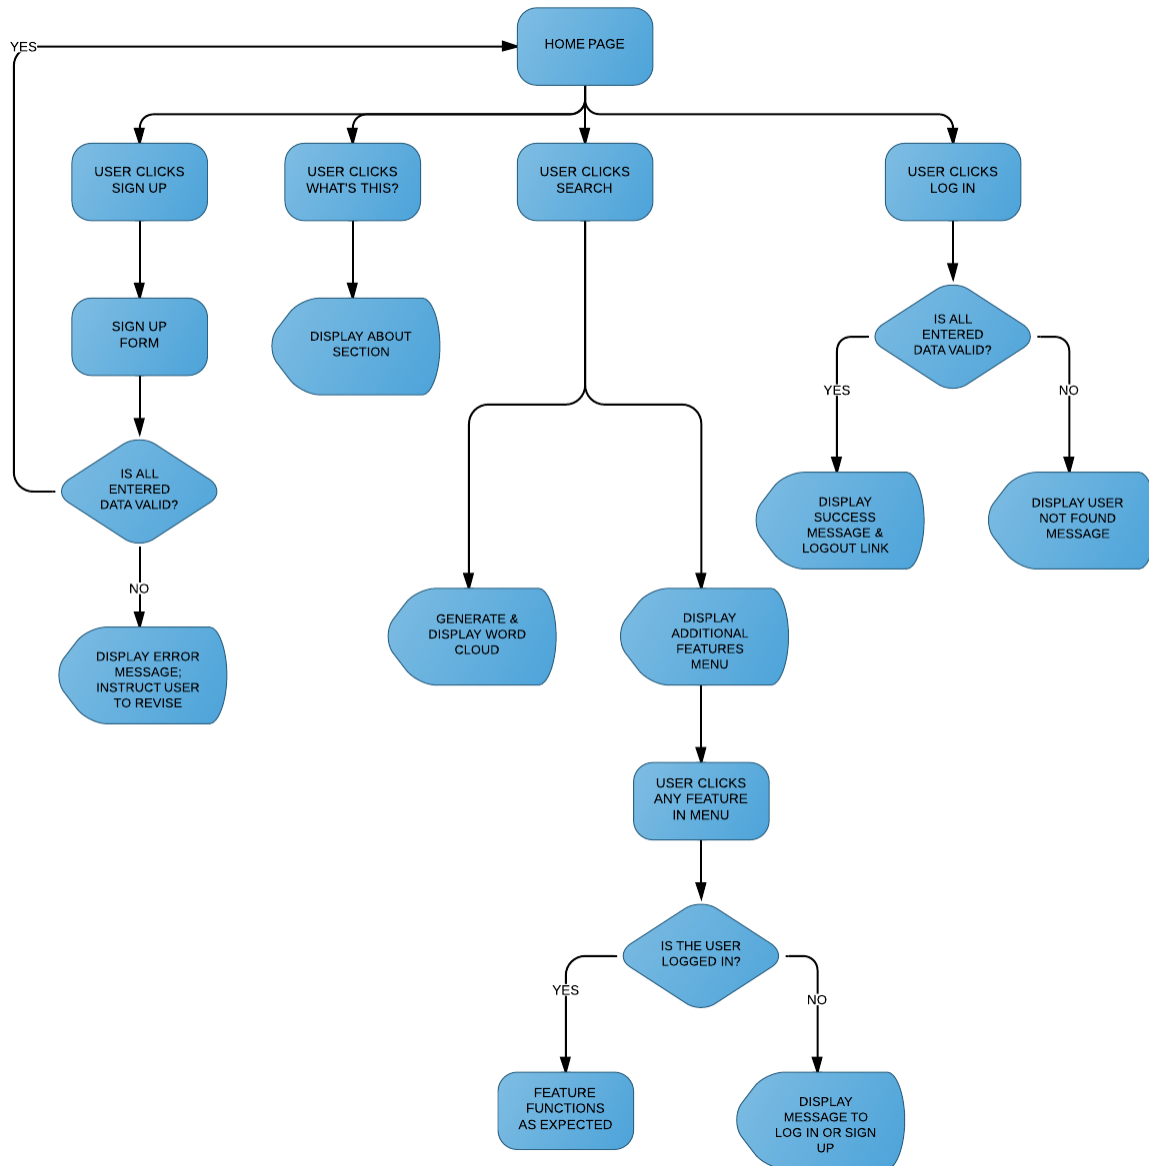 YES
HOME PAGE
USER CLICKS
SIGN UP
USER CLICKS
WHAT'S THIS?
USER CLICKS
SEARCH
USER CLICKS
LOG IN
SIGN UP
FORM
DISPLAY ABOUT
SECTION
IS ALL
ENTERED
DATA VALID?
YES
NO
IS ALL
ENTERED
DATA VALID?
DISPLAY
SUCCESS
MESSAGE &
LOGOUT LINK
DISPLAY USER
NOT FOUND
MESSAGE
NO
DISPLAY ERROR
MESSAGE;
INSTRUCT USER
TO REVISE
GENERATE &
DISPLAY WORD
CLOUD
DISPLAY
ADDITIONAL
FEATURES
MENU
USER CLICKS
ANY FEATURE
IN MENU
IS THE USER
LOGGED IN?
YES
NO
FEATURE
FUNCTIONS
AS EXPECTED
DISPLAY
MESSAGE TO
LOG IN OR SIGN
UP